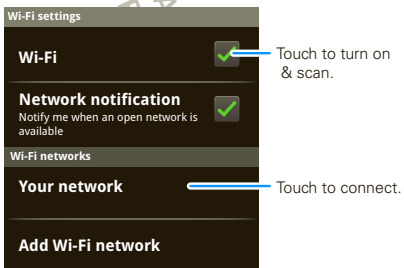 Wi-Fi settings
Wi-Fi
Touch to turn on
& scan.
Network notification
Notify me when an open network is
available
Wi-Fi networks
Your network
Touch to connect.
Add Wi-Fi network